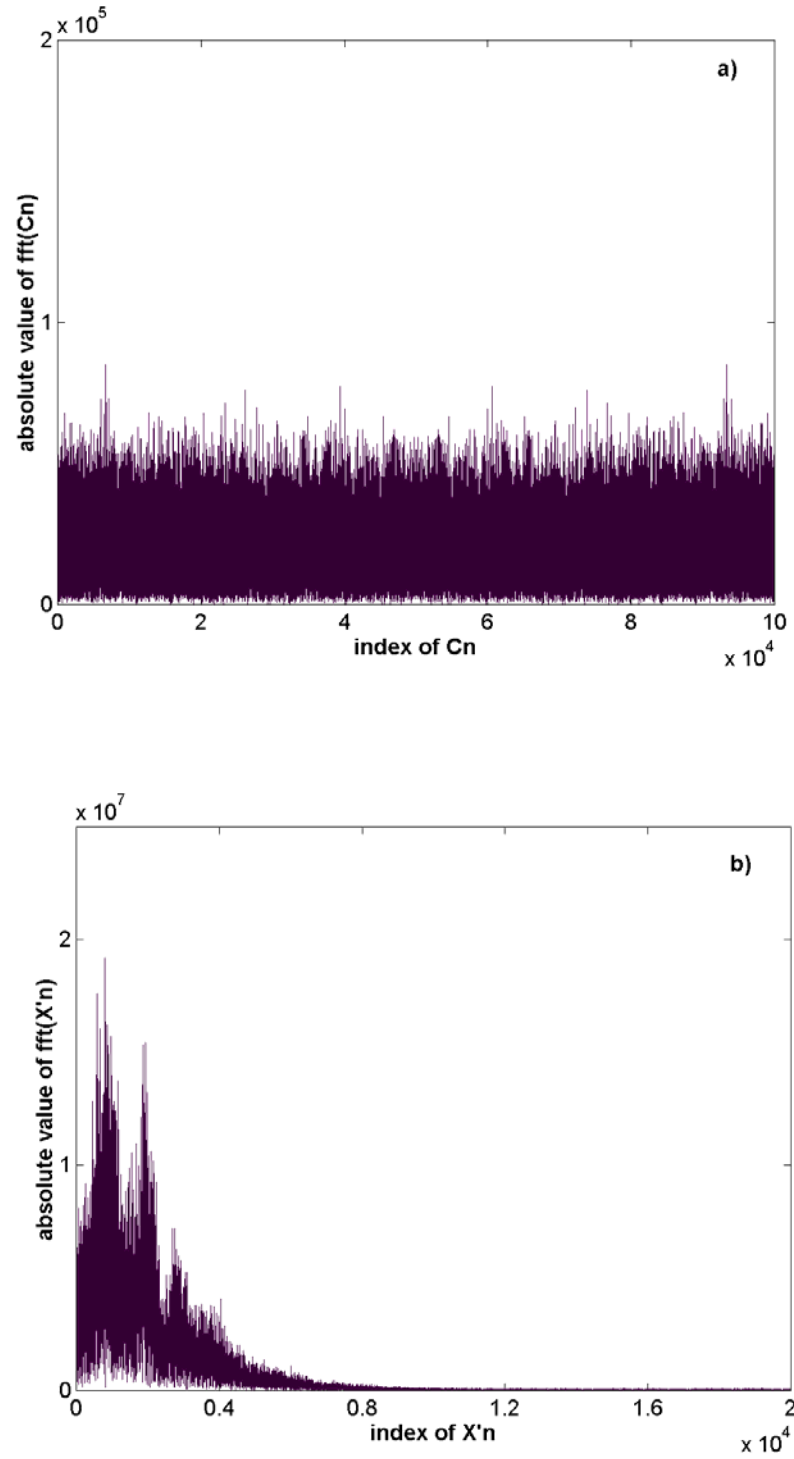 x 10^5
2
a)
1
0
absolute value of fft(Cn)
0 2 4 6 8 10
index of Cn
x 10^4
x 10^7
b)
2
1
0
absolute value of fft(X'n)
0 0.4 0.8 1.2 1.6 2
index of X'n
x 10^4